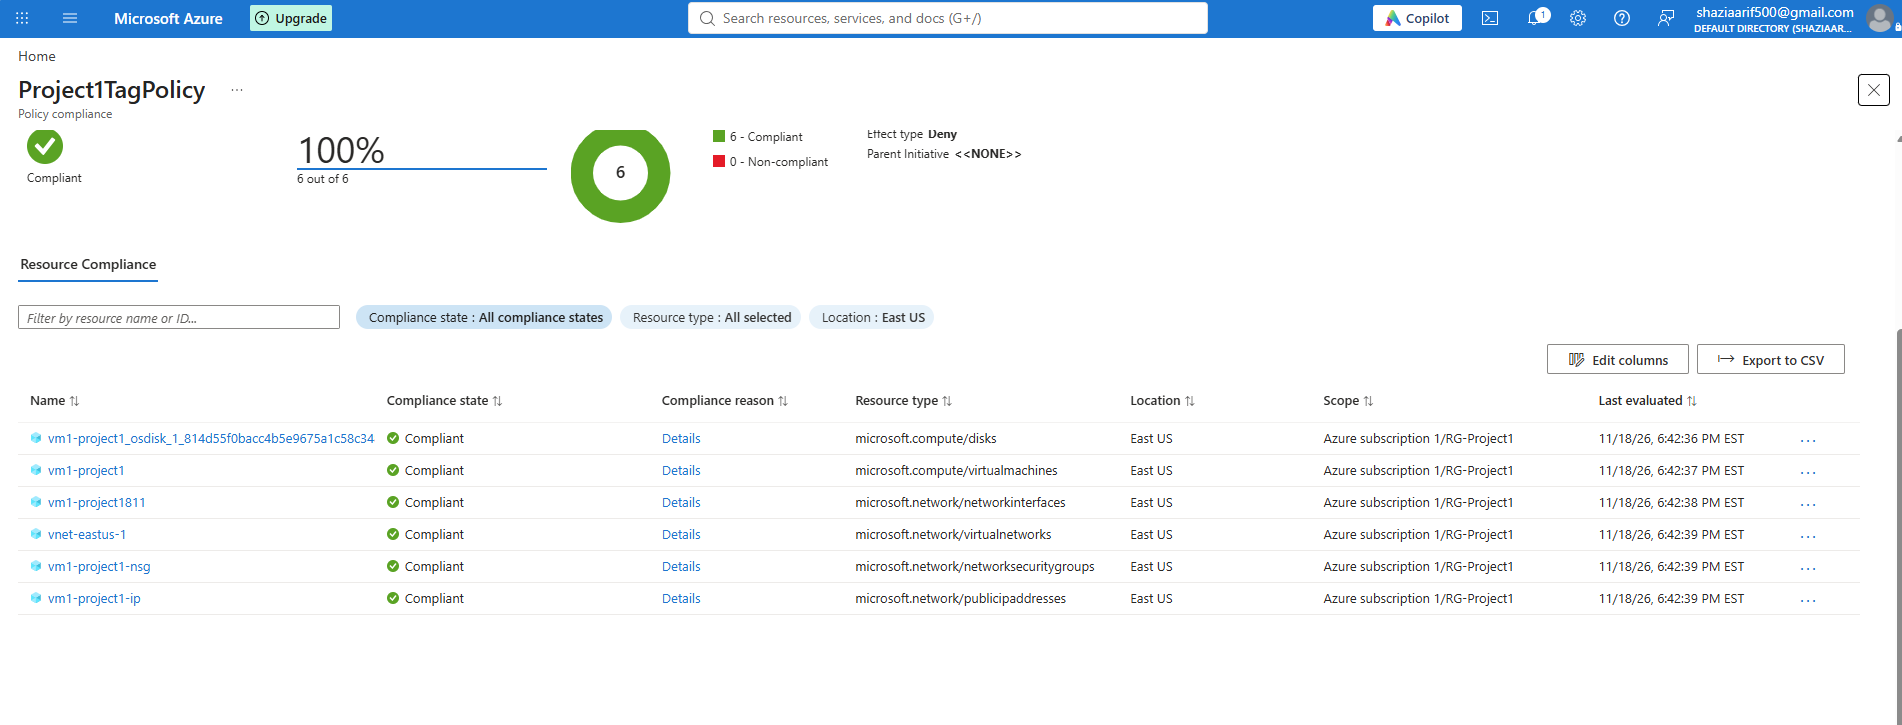 Microsoft Azure
Upgrade
Search resources, services, and docs (G+/)
Copilot
1
shaziaarif500@gmail.com
DEFAULT DIRECTORY (SHAZIAAR...
Home
Project1TagPolicy ...
Policy compliance
Compliant
100%
6 out of 6
6
6 - Compliant
0 - Non-compliant
Effect type Deny
Parent Initiative <<NONE>>
Resource Compliance
Filter by resource name or ID...
Compliance state : All compliance states
Resource type : All selected
Location : East US
Edit columns
Export to CSV
Name Compliance state Compliance reason Resource type Location Scope Last evaluated
vm1-project1_osdisk_1_814d55f0bacc4b5e9675a1c58c34 Compliant Details microsoft.compute/disks East US Azure subscription 1/RG-Project1 11/18/26, 6:42:36 PM EST ...
vm1-project1 Compliant Details microsoft.compute/virtualmachines East US Azure subscription 1/RG-Project1 11/18/26, 6:42:37 PM EST ...
vm1-project1811 Compliant Details microsoft.network/networkinterfaces East US Azure subscription 1/RG-Project1 11/18/26, 6:42:38 PM EST ...
vnet-eastus-1 Compliant Details microsoft.network/virtualnetworks East US Azure subscription 1/RG-Project1 11/18/26, 6:42:39 PM EST ...
vm1-project1-nsg Compliant Details microsoft.network/networksecuritygroups East US Azure subscription 1/RG-Project1 11/18/26, 6:42:39 PM EST ...
vm1-project1-ip Compliant Details microsoft.network/publicipaddresses East US Azure subscription 1/RG-Project1 11/18/26, 6:42:39 PM EST ...